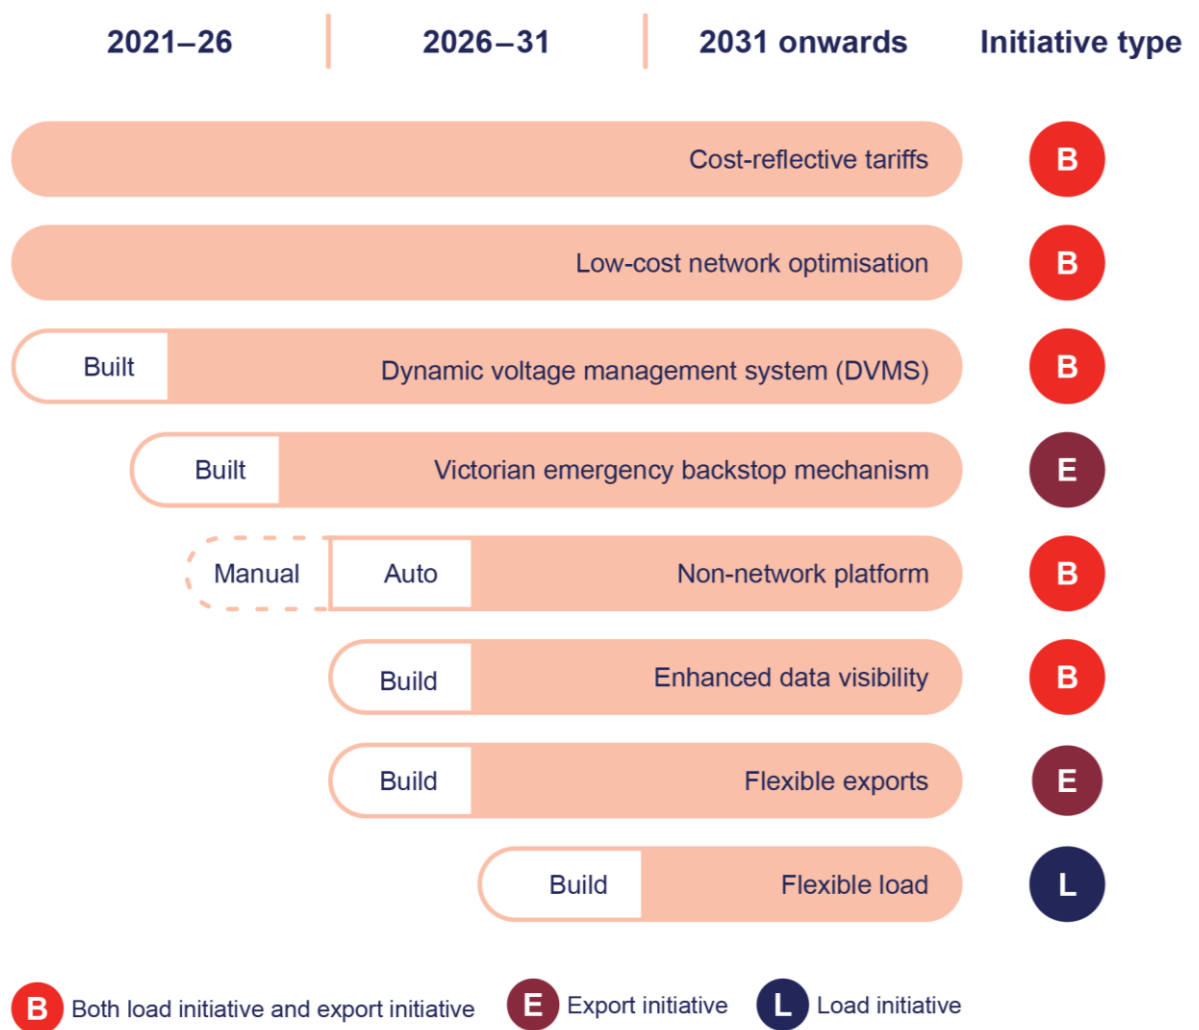 2021–26 2026–31 2031 onwards Initiative type
Cost-reflective tariffs B
Low-cost network optimisation B
Built Dynamic voltage management system (DVMS) B
Built Victorian emergency backstop mechanism E
Manual Auto Non-network platform B
Build Enhanced data visibility B
Build Flexible exports E
Build Flexible load L
B Both load initiative and export initiative E Export initiative L Load initiative